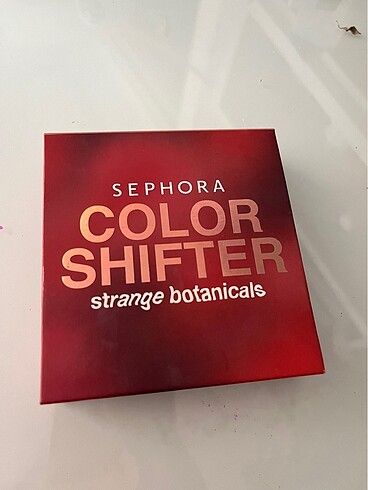 SEPHORA
COLOR
SHIFTER
strange botanicals